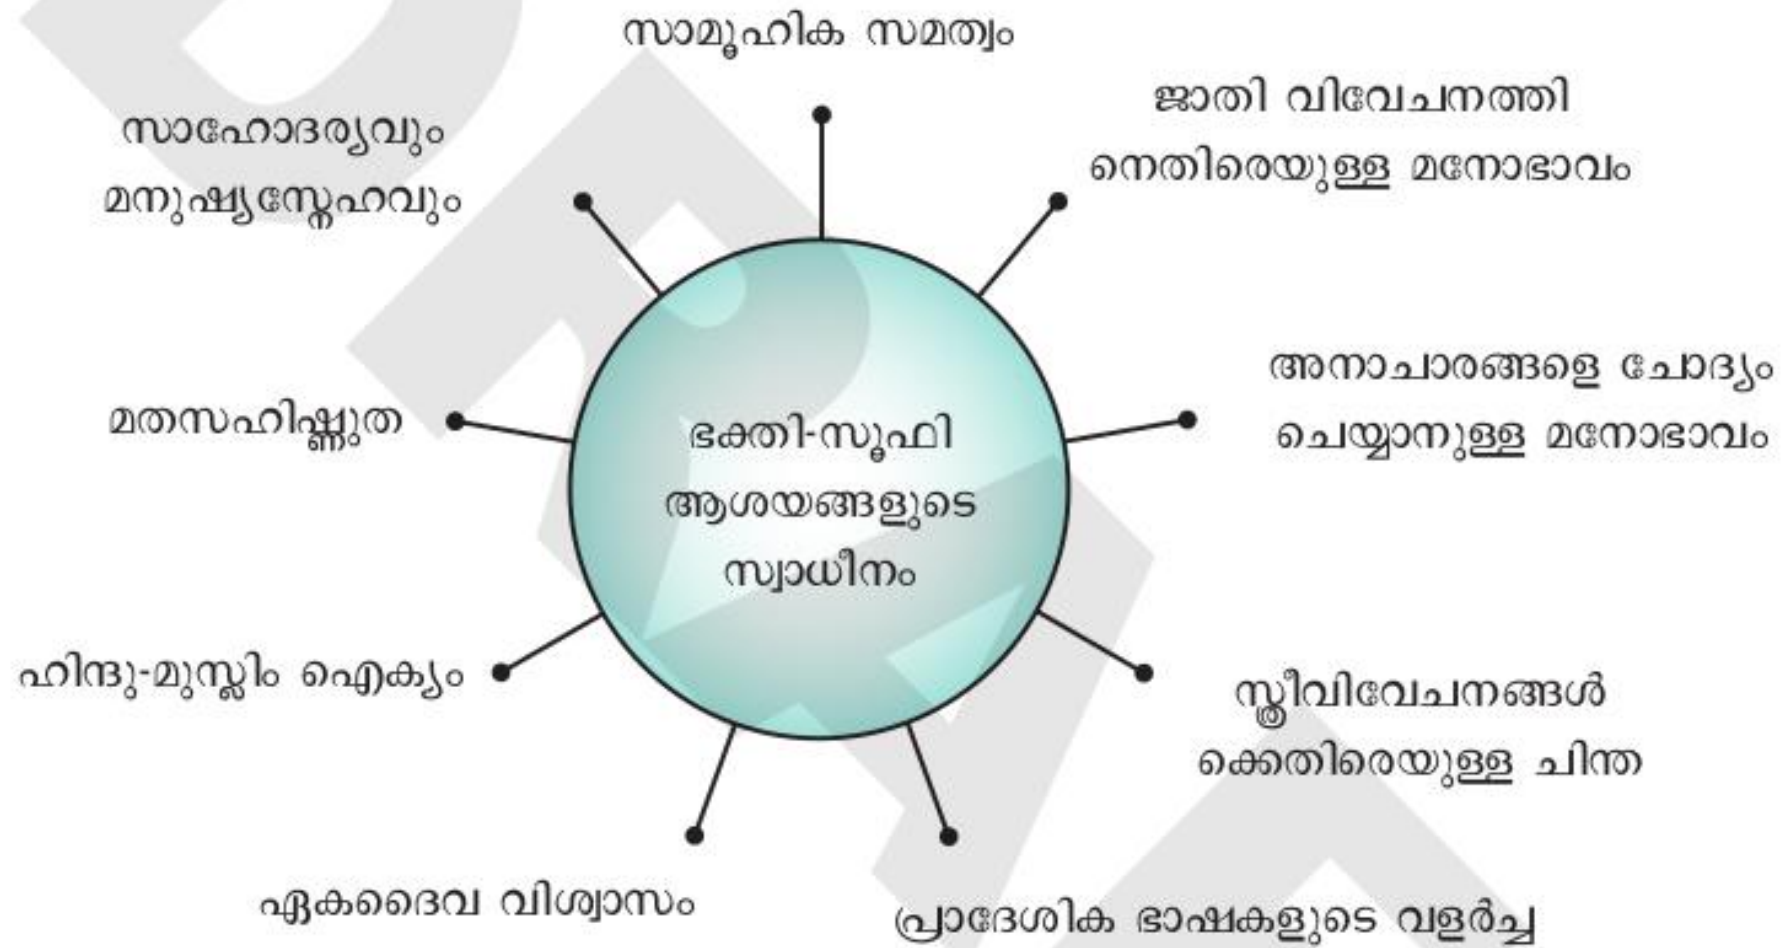 സാമൂഹിക സമത്വം
ജാതി വിവേചനത്തി
നെതിരെയുള്ള മനോഭാവം
അനാചാരങ്ങളെ ചോദ്യം
ചെയ്യാനുള്ള മനോഭാവം
സ്ത്രീവിവേചനങ്ങൾ
ക്കെതിരെയുള്ള ചിന്ത
പ്രാദേശിക ഭാഷകളുടെ വളർച്ച
ഏകദൈവ വിശ്വാസം
ഹിന്ദു-മുസ്ലിം ഐക്യം
മതസഹിഷ്ണുത
സാഹോദര്യവും
മനുഷ്യസ്നേഹവും
ഭക്തി-സൂഫി
ആശയങ്ങളുടെ
സ്വാധീനം